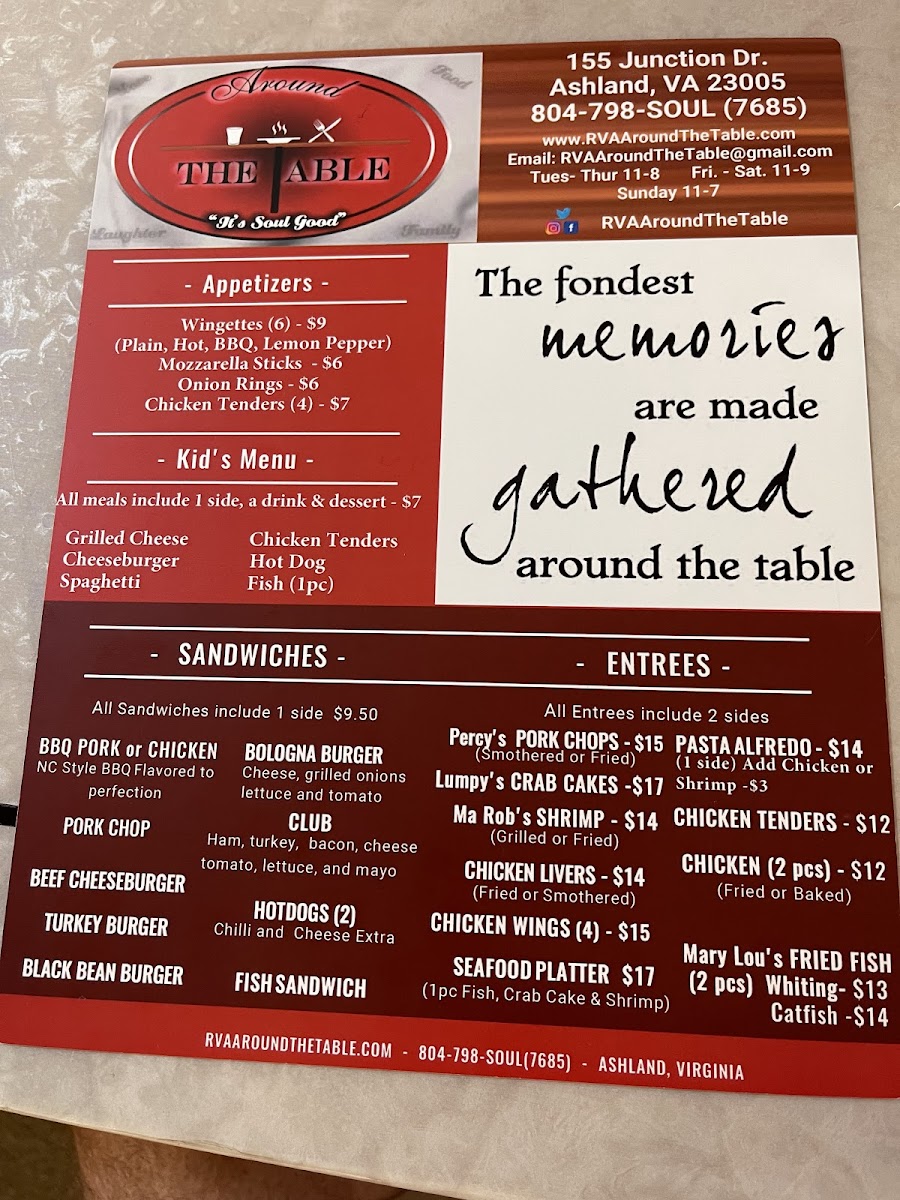 Around
THE TABLE
"It's Soul Good"
Food
Laughter
Family
155 Junction Dr.
Ashland, VA 23005
804-798-SOUL (7685)
www.RVAAroundTheTable.com
Email: RVAAroundTheTable@gmail.com
Tues- Thur 11-8 Fri. - Sat. 11-9
Sunday 11-7
RVAAroundTheTable
- Appetizers -
Wingettes (6) - $9
(Plain, Hot, BBQ, Lemon Pepper)
Mozzarella Sticks - $6
Onion Rings - $6
Chicken Tenders (4) - $7
- Kid's Menu -
All meals include 1 side, a drink & dessert - $7
Grilled Cheese
Cheeseburger
Spaghetti
Chicken Tenders
Hot Dog
Fish (1pc)
The fondest
memories
are made
gathered
around the table
- SANDWICHES -
All Sandwiches include 1 side $9.50
BBQ PORK or CHICKEN
NC Style BBQ Flavored to
perfection
PORK CHOP
BEEF CHEESEBURGER
TURKEY BURGER
BLACK BEAN BURGER
BOLOGNA BURGER
Cheese, grilled onions
lettuce and tomato
CLUB
Ham, turkey, bacon, cheese
tomato, lettuce, and mayo
HOTDOGS (2)
Chilli and Cheese Extra
FISH SANDWICH
- ENTREES -
All Entrees include 2 sides
Percy's PORK CHOPS - $15
(Smothered or Fried)
Lumpy's CRAB CAKES -$17
Ma Rob's SHRIMP - $14
(Grilled or Fried)
CHICKEN LIVERS - $14
(Fried or Smothered)
CHICKEN WINGS (4) - $15
SEAFOOD PLATTER $17
(1pc Fish, Crab Cake & Shrimp)
PASTA ALFREDO - $14
(1 side) Add Chicken or
Shrimp -$3
CHICKEN TENDERS - $12
CHICKEN (2 pcs) - $12
(Fried or Baked)
Mary Lou's FRIED FISH
(2 pcs) Whiting- $13
Catfish -$14
RVAAROUNDTHETABLE.COM - 804-798-SOUL(7685) - ASHLAND, VIRGINIA